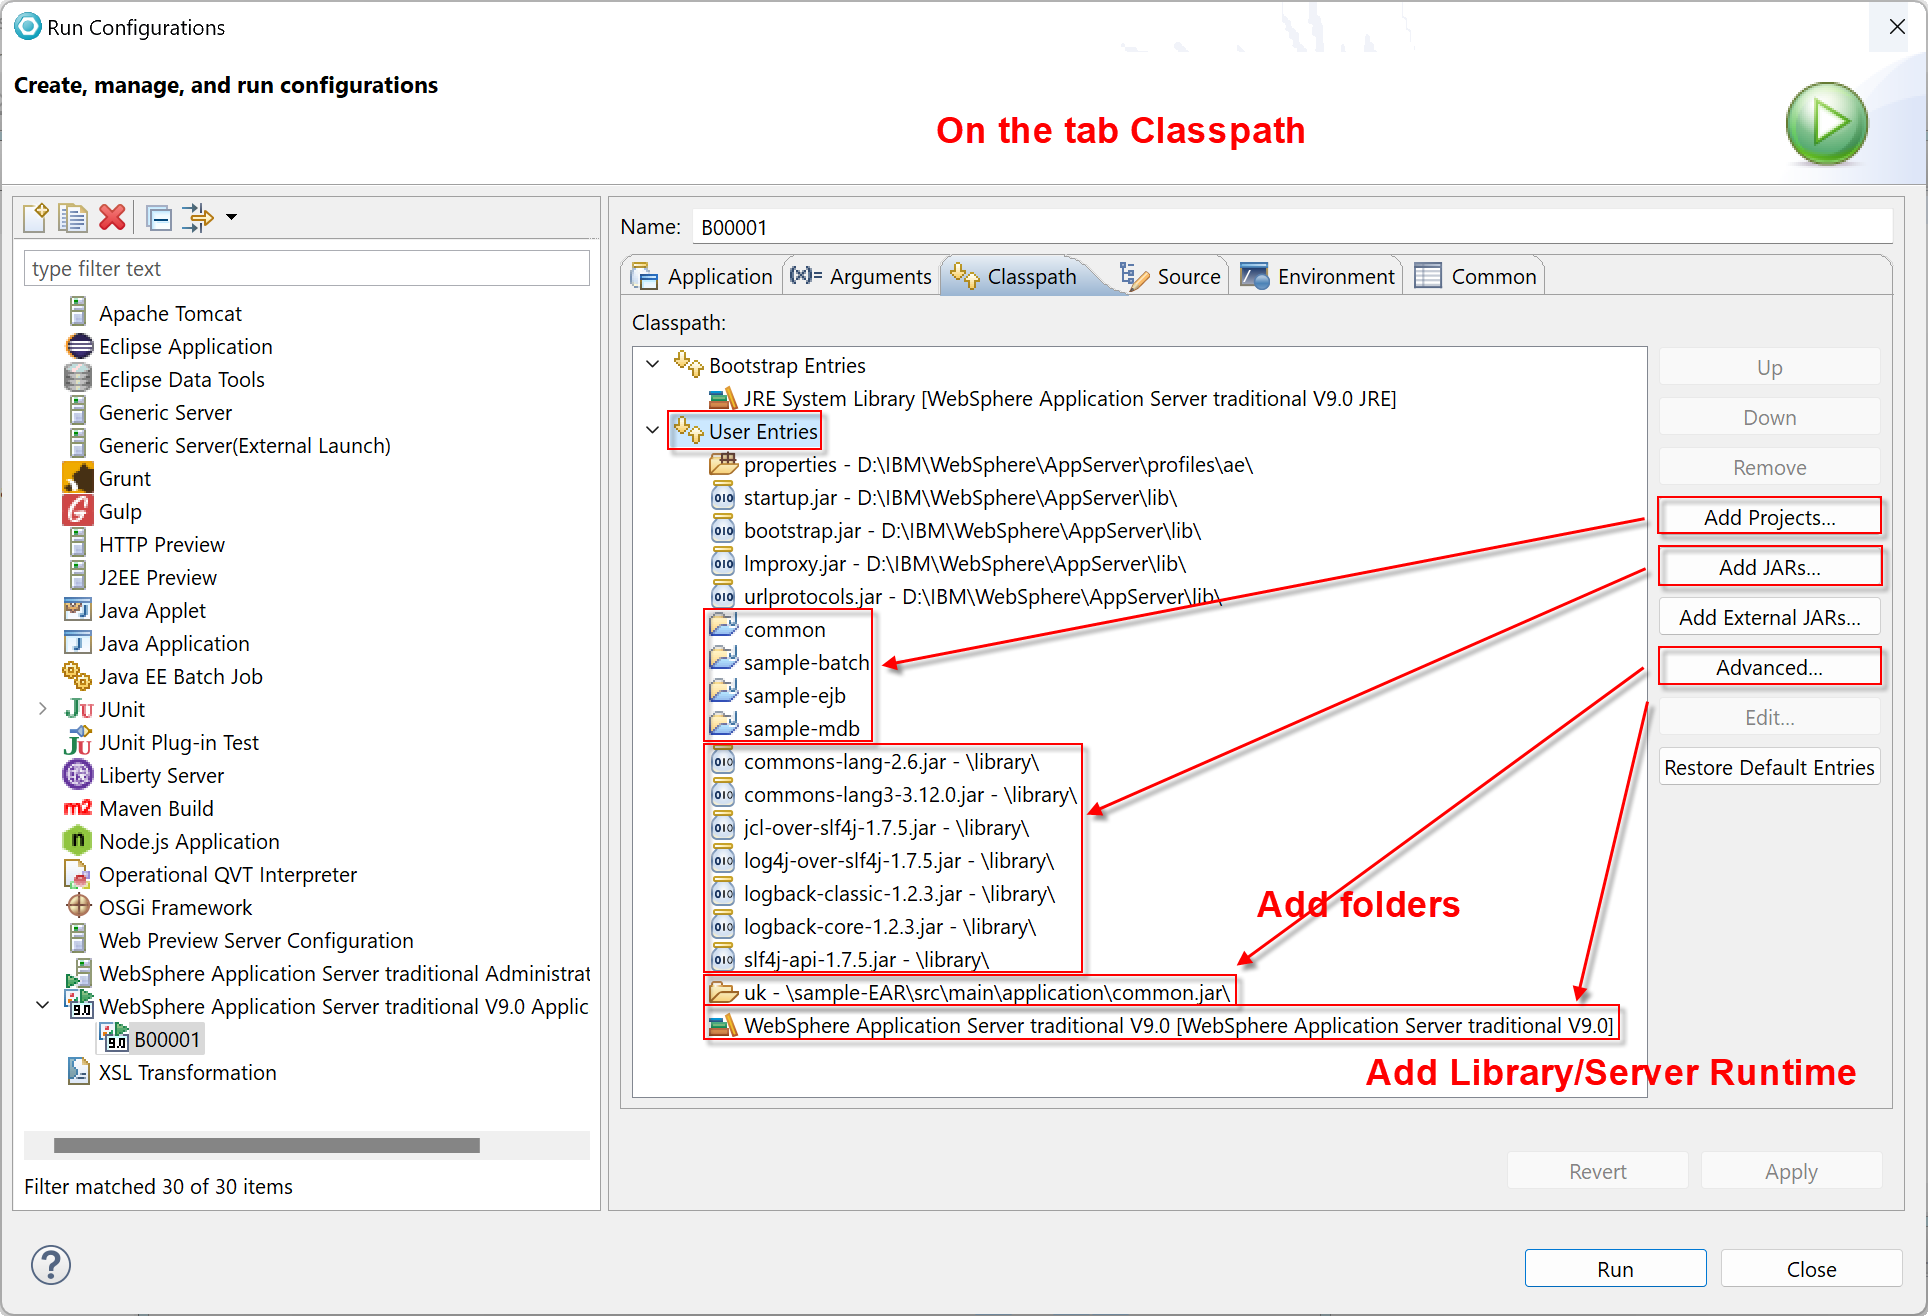 Run Configurations
Create, manage, and run configurations
On the tab Classpath
type filter text
Apache Tomcat
Eclipse Application
Eclipse Data Tools
Generic Server
Generic Server(External Launch)
Grunt
Gulp
HTTP Preview
J2EE Preview
Java Applet
Java Application
Java EE Batch Job
JUnit
JUnit Plug-in Test
Liberty Server
Maven Build
Node.js Application
Operational QVT Interpreter
OSGi Framework
Web Preview Server Configuration
WebSphere Application Server traditional Administrat
WebSphere Application Server traditional V9.0 Applic
B00001
XSL Transformation
Filter matched 30 of 30 items
Name: B00001
Application (x)= Arguments Classpath Source Environment Common
Classpath:
Bootstrap Entries
JRE System Library [WebSphere Application Server traditional V9.0 JRE]
User Entries
properties - D:\IBM\WebSphere\AppServer\profiles\ae\
startup.jar - D:\IBM\WebSphere\AppServer\lib\
bootstrap.jar - D:\IBM\WebSphere\AppServer\lib\
lmproxy.jar - D:\IBM\WebSphere\AppServer\lib\
urlprotocols.jar - D:\IBM\WebSphere\AppServer\lib\
common
sample-batch
sample-ejb
sample-mdb
commons-lang-2.6.jar - \library\
commons-lang3-3.12.0.jar - \library\
jcl-over-slf4j-1.7.5.jar - \library\
log4j-over-slf4j-1.7.5.jar - \library\
logback-classic-1.2.3.jar - \library\
logback-core-1.2.3.jar - \library\
slf4j-api-1.7.5.jar - \library\
uk - \sample-EAR\src\main\application\common.jar\
WebSphere Application Server traditional V9.0 [WebSphere Application Server traditional V9.0]
Add folders
Add Library/Server Runtime
Up
Down
Remove
Add Projects...
Add JARs...
Add External JARs...
Advanced...
Edit...
Restore Default Entries
Revert Apply
Run Close